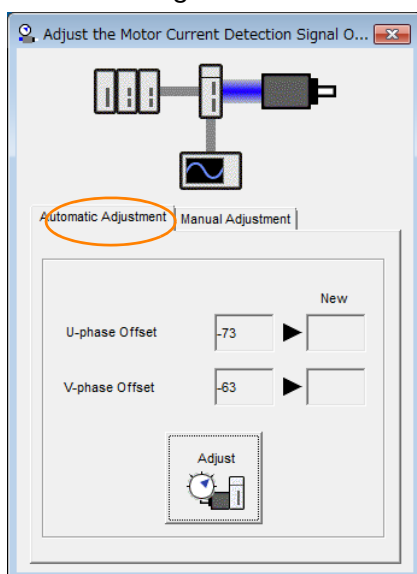 Adjust the Motor Current Detection Signal O...
Automatic Adjustment
Manual Adjustment
New
U-phase Offset
-73
V-phase Offset
-63
Adjust